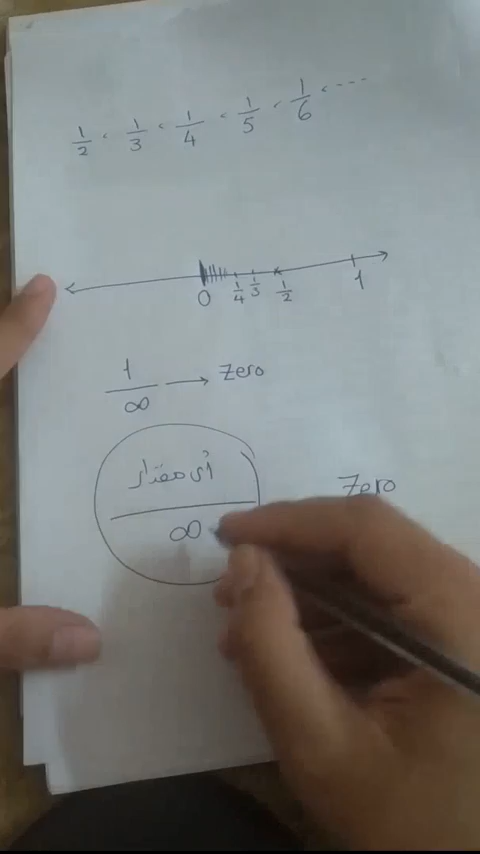 1/2 , 1/3 , 1/4 , 1/5 , 1/6 , ...
0 1/4 1/3 1/2 1
1/∞ → Zero
أي مقدار/∞ Zero